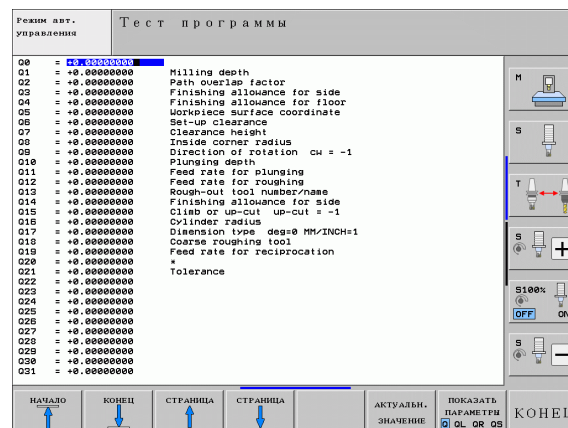 Режим авт.
управления
Тест программы
Q0 = +0.00000000
Q1 = +0.00000000 Milling depth
Q2 = +0.00000000 Path overlap factor
Q3 = +0.00000000 Finishing allowance for side
Q4 = +0.00000000 Finishing allowance for floor
Q5 = +0.00000000 Workpiece surface coordinate
Q6 = +0.00000000 Set-up clearance
Q7 = +0.00000000 Clearance height
Q8 = +0.00000000 Inside corner radius
Q9 = +0.00000000 Direction of rotation cw = -1
Q10 = +0.00000000 Plunging depth
Q11 = +0.00000000 Feed rate for plunging
Q12 = +0.00000000 Feed rate for roughing
Q13 = +0.00000000 Rough-out tool number/name
Q14 = +0.00000000 Finishing allowance for side
Q15 = +0.00000000 Climb or up-cut up-cut = -1
Q16 = +0.00000000 Cylinder radius
Q17 = +0.00000000 Dimension type deg=0 MM/INCH=1
Q18 = +0.00000000 Coarse roughing tool
Q19 = +0.00000000 Feed rate for reciprocation
Q20 = +0.00000000 *
Q21 = +0.00000000 Tolerance
Q22 = +0.00000000
Q23 = +0.00000000
Q24 = +0.00000000
Q25 = +0.00000000
Q26 = +0.00000000
Q27 = +0.00000000
Q28 = +0.00000000
Q29 = +0.00000000
Q30 = +0.00000000
Q31 = +0.00000000
M
S
T
S
+
S100%
OFF ON
S
−
НАЧАЛО
КОНЕЦ
СТРАНИЦА
СТРАНИЦА
АКТУАЛЬН.
ЗНАЧЕНИЕ
ПОКАЗАТЬ
ПАРАМЕТРЫ
Q QL QR QS
КОНЕЦ